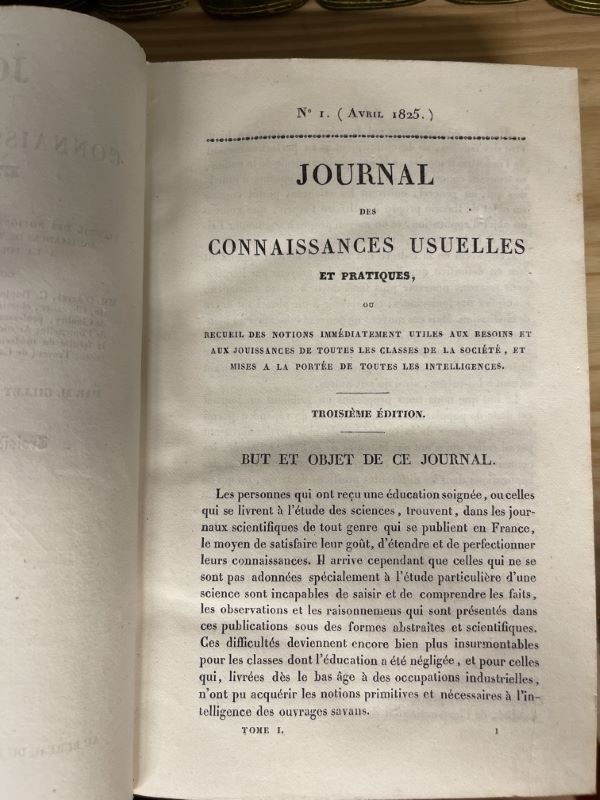 N° 1. ( AVRIL 1825. )
JOURNAL
DES
CONNAISSANCES USUELLES
ET PRATIQUES,
OU
RECUEIL DES NOTIONS IMMÉDIATEMENT UTILES AUX BESOINS ET
AUX JOUISSANCES DE TOUTES LES CLASSES DE LA SOCIÉTÉ, ET
MISES A LA PORTÉE DE TOUTES LES INTELLIGENCES.
TROISIÈME ÉDITION.
BUT ET OBJET DE CE JOURNAL.
Les personnes qui ont reçu une éducation soignée, ou celles
qui se livrent à l'étude des sciences, trouvent, dans les jour-
naux scientifiques de tout genre qui se publient en France,
le moyen de satisfaire leur goût, d'étendre et de perfectionner
leurs connaissances. Il arrive cependant que celles qui ne se
sont pas adonnées spécialement à l'étude particulière d'une
science sont incapables de saisir et de comprendre les faits,
les observations et les raisonnemens qui sont présentés dans
ces publications sous des formes abstraites et scientifiques.
Ces difficultés deviennent encore bien plus insurmontables
pour les classes dont l'éducation a été négligée, et pour celles
qui, livrées dès le bas âge à des occupations industrielles,
n'ont pu acquérir les notions primitives et nécessaires à l'in-
telligence des ouvrages savans.
TOME I. 1